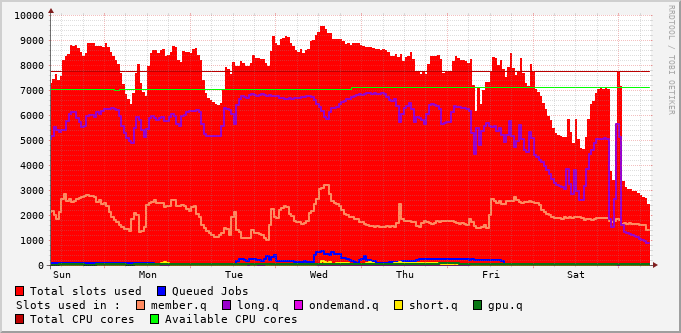 10000
9000
8000
7000
6000
5000
4000
3000
2000
1000
0
Sun Mon Tue Wed Thu Fri Sat
Total slots used Queued Jobs
Slots used in : member.q long.q ondemand.q short.q gpu.q
Total CPU cores Available CPU cores
RRDTOOL / TOBI OETIKER